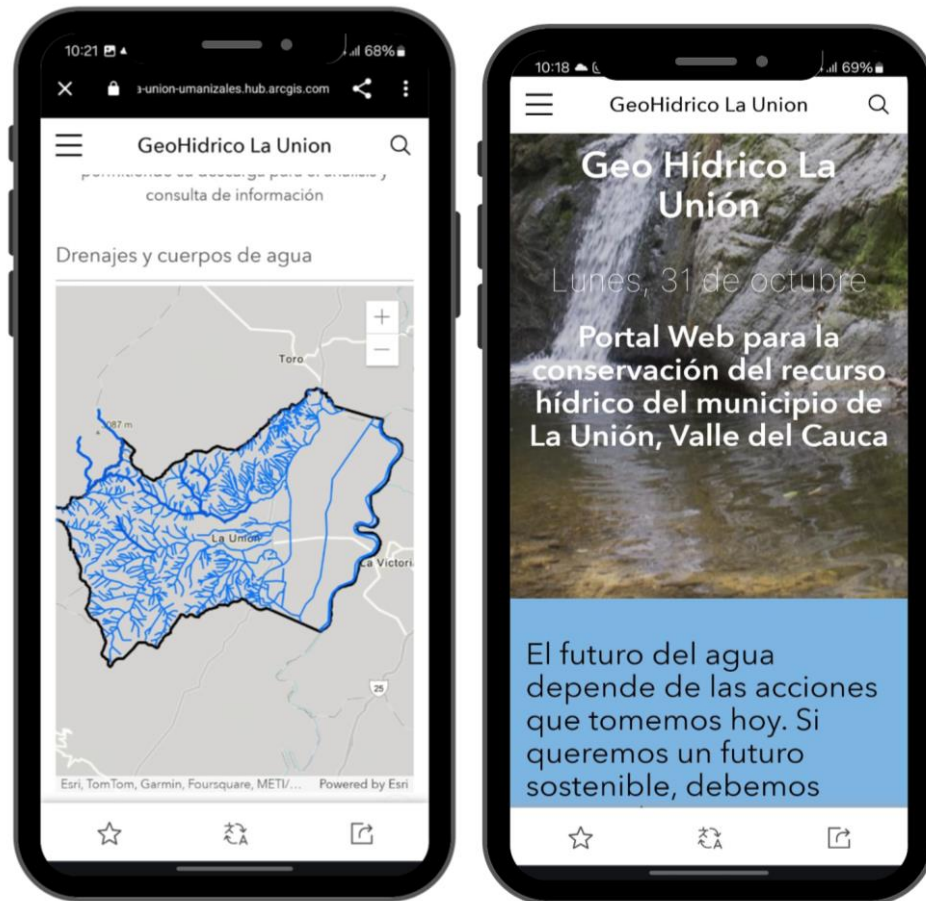 10:21
68%
a-union-umanizales.hub.arcgis.com
GeoHidrico La Union
consulta de información
Drenajes y cuerpos de agua
+
−
Toro
La Union
La Victori
25
Esri, TomTom, Garmin, Foursquare, METI/... Powered by Esri
10:18
69%
GeoHidrico La Union
Geo Hídrico La
Unión
Lunes, 31 de octubre
Portal Web para la
conservación del recurso
hídrico del municipio de
La Unión, Valle del Cauca
El futuro del agua
depende de las acciones
que tomemos hoy. Si
queremos un futuro
sostenible, debemos